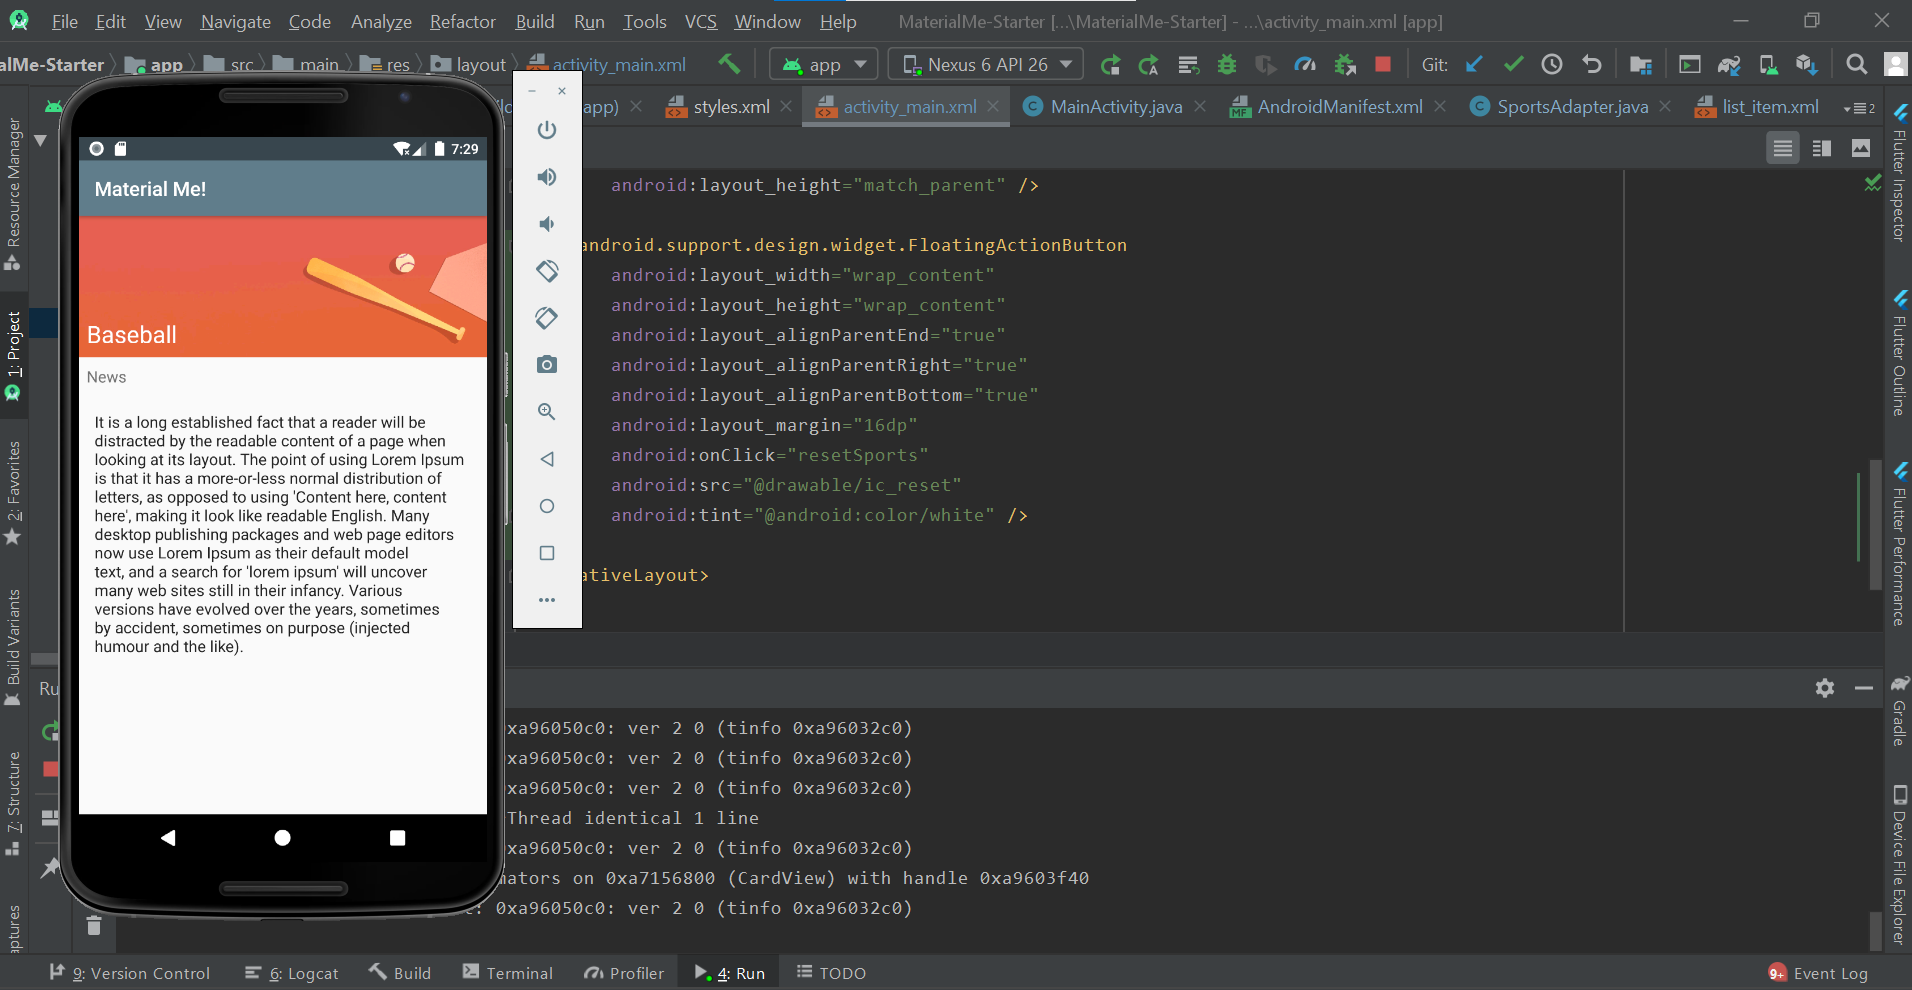 File Edit View Navigate Code Analyze Refactor Build Run Tools VCS Window Help MaterialMe-Starter [...\MaterialMe-Starter] - ...\activity_main.xml [app]
alMe-Starter app src main res layout activity_main.xml app Nexus 6 API 26 Git:
app) styles.xml activity_main.xml MainActivity.java AndroidManifest.xml SportsAdapter.java list_item.xml 2
Resource Manager
1: Project
2: Favorites
Build Variants
7: Structure
aptures
7:29
Material Me!
Baseball
News
It is a long established fact that a reader will be
distracted by the readable content of a page when
looking at its layout. The point of using Lorem Ipsum
is that it has a more-or-less normal distribution of
letters, as opposed to using 'Content here, content
here', making it look like readable English. Many
desktop publishing packages and web page editors
now use Lorem Ipsum as their default model
text, and a search for 'lorem ipsum' will uncover
many web sites still in their infancy. Various
versions have evolved over the years, sometimes
by accident, sometimes on purpose (injected
humour and the like).
android:layout_height="match_parent" />
android.support.design.widget.FloatingActionButton
android:layout_width="wrap_content"
android:layout_height="wrap_content"
android:layout_alignParentEnd="true"
android:layout_alignParentRight="true"
android:layout_alignParentBottom="true"
android:layout_margin="16dp"
android:onClick="resetSports"
android:src="@drawable/ic_reset"
android:tint="@android:color/white" />
ativeLayout>
Ru
xa96050c0: ver 2 0 (tinfo 0xa96032c0)
xa96050c0: ver 2 0 (tinfo 0xa96032c0)
xa96050c0: ver 2 0 (tinfo 0xa96032c0)
Thread identical 1 line
xa96050c0: ver 2 0 (tinfo 0xa96032c0)
nators on 0xa7156800 (CardView) with handle 0xa9603f40
: 0xa96050c0: ver 2 0 (tinfo 0xa96032c0)
Flutter Inspector
Flutter Outline
Flutter Performance
Gradle
Device File Explorer
9: Version Control 6: Logcat Build Terminal Profiler 4: Run TODO 9+ Event Log